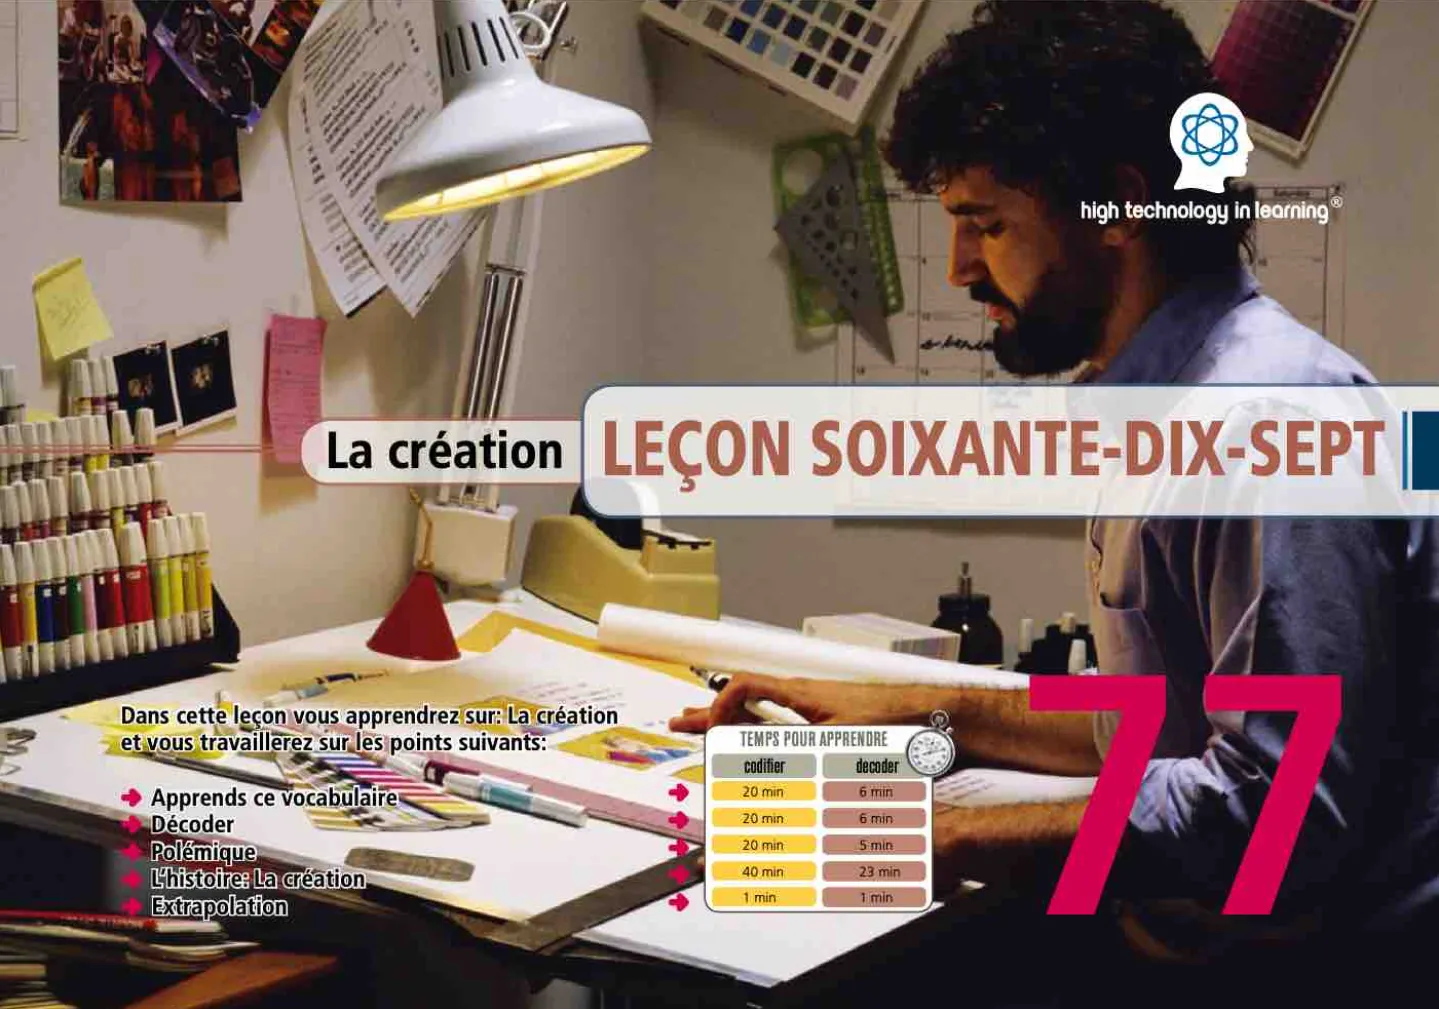 high technology in learning®
La création
LEÇON SOIXANTE-DIX-SEPT
77
Dans cette leçon vous apprendrez sur: La création
et vous travaillerez sur les points suivants:
Apprends ce vocabulaire
Décoder
Polémique
L'histoire: La création
Extrapolation
TEMPS POUR APPRENDRE
codifier decoder
20 min 6 min
20 min 6 min
20 min 5 min
40 min 23 min
1 min 1 min